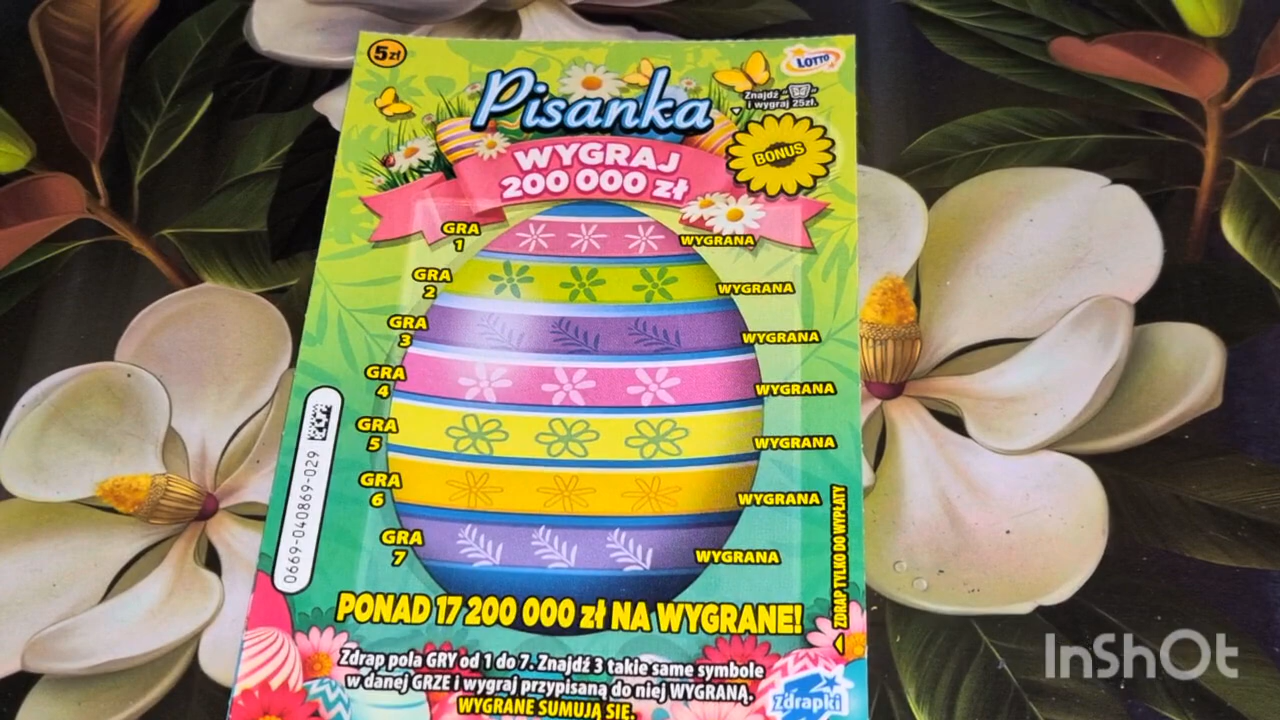 5zł
LOTTO
Pisanka
Znajdź „
"
i wygraj 25zł.
WYGRAJ
200 000 zł
BONUS
GRA
1
WYGRANA
GRA
2
WYGRANA
GRA
3
WYGRANA
GRA
4
WYGRANA
GRA
5
WYGRANA
GRA
6
WYGRANA
GRA
7
WYGRANA
0669-040869-029
ZDRAP TYLKO DO WYPŁATY
PONAD 17 200 000 zł NA WYGRANE!
Zdrap pola GRY od 1 do 7. Znajdź 3 takie same symbole
w danej GRZE i wygraj przypisaną do niej WYGRANĄ.
WYGRANE SUMUJĄ SIĘ.
Zdrapki
InShOt